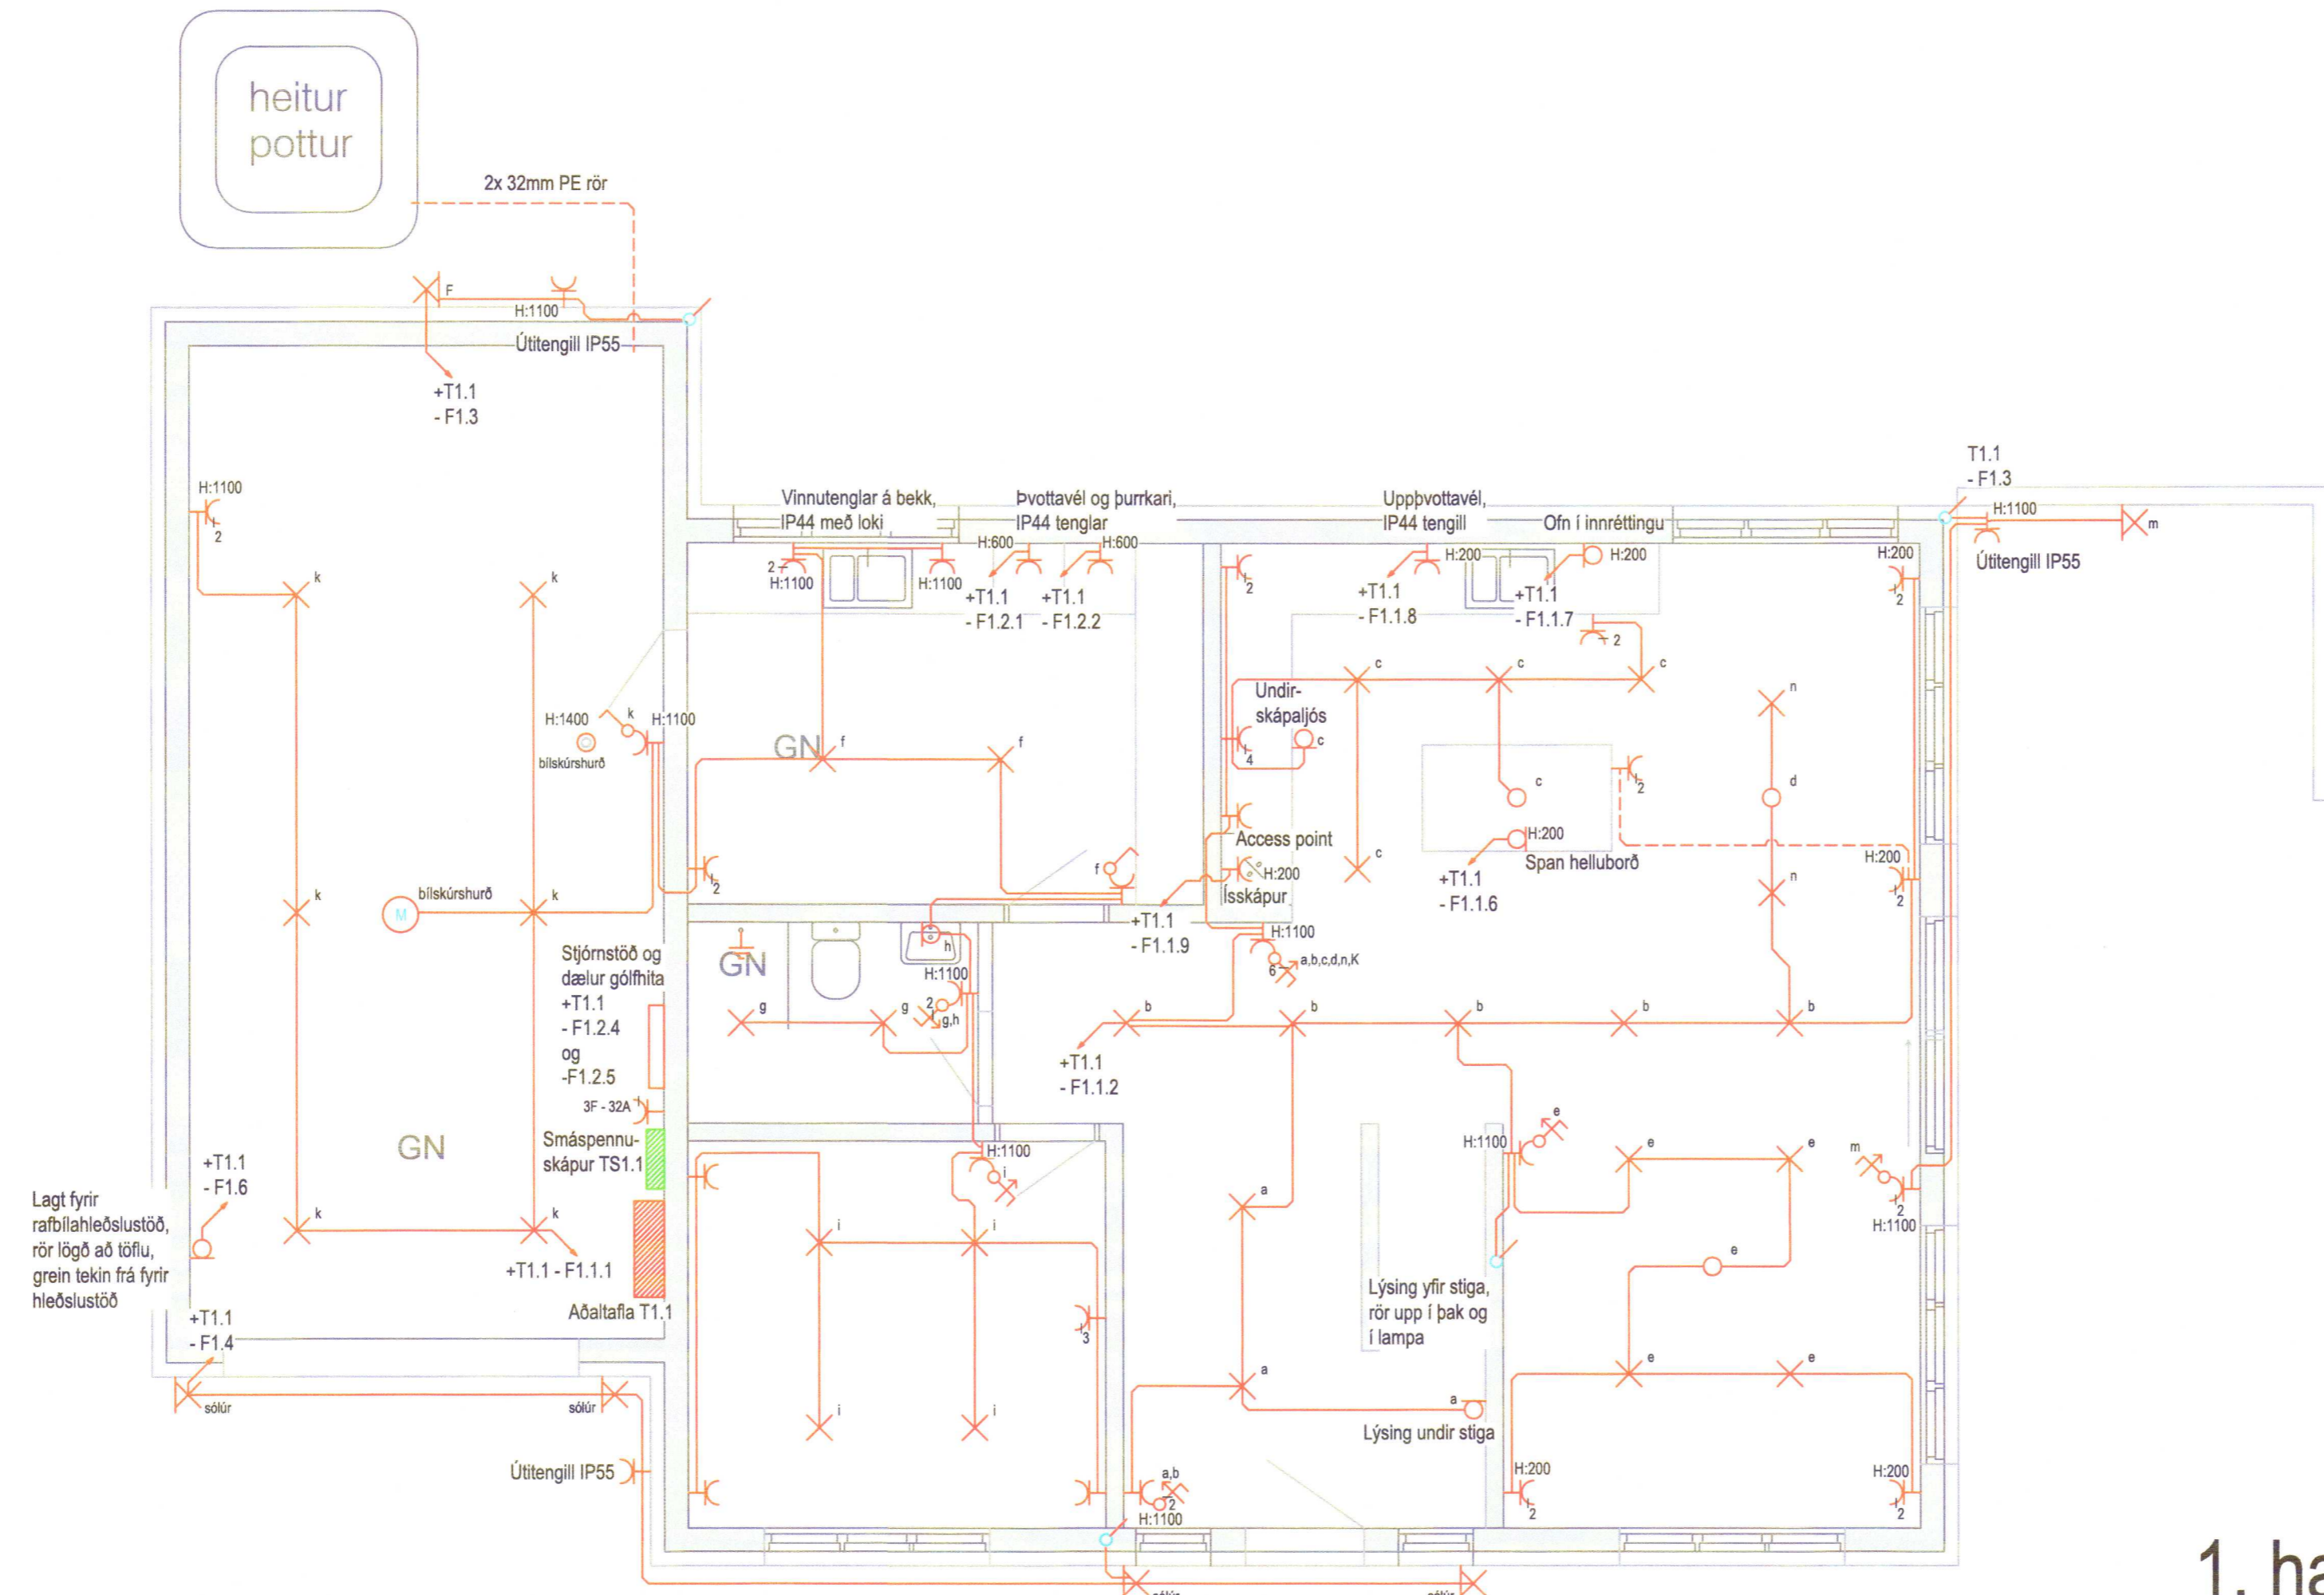 heitur
pottur
2x 32mm PE rör
F
H:1100
Útitengill IP55
+T1.1
- F1.3
T1.1
- F1.3
H:1100
m
Útitengill IP55
H:1100
2
k
k
Vinnutenglar á bekk,
IP44 með loki
Þvottavél og þurrkari,
IP44 tenglar
Uppþvottavél,
IP44 tengill
Ofn í innréttingu
2
H:1100
H:1100
H:600
H:600
+T1.1
- F1.2.1
+T1.1
- F1.2.2
2
H:200
+T1.1
- F1.1.8
H:200
+T1.1
- F1.1.7
2
H:200
2
c
c
c
n
Undir-
skápaljós
c
4
H:1400
k
H:1100
bílskúrshurð
GN
f
f
c
2
d
Access point
H:200
Ísskápur
c
H:200
Span helluborð
+T1.1
- F1.1.6
n
H:200
2
k
M
bílskúrshurð
k
2
f
+T1.1
- F1.1.9
H:1100
6
a,b,c,d,n,K
Stjórnstöð og
dælur gólfhita
+T1.1
- F1.2.4
og
-F1.2.5
GN
h
H:1100
2
g
g
g,h
b
b
b
b
b
+T1.1
- F1.1.2
3F - 32A
Smáspennu-
skápur TS1.1
GN
H:1100
i
H:1100
e
e
e
m
2
H:1100
+T1.1
- F1.6
Lagt fyrir
rafbílahleðslustöð,
rör lögð að töflu,
grein tekin frá fyrir
hleðslustöð
k
k
+T1.1 - F1.1.1
Aðaltafla T1.1
i
i
a
e
Lýsing yfir stiga,
rör upp í þak og
í lampa
+T1.1
- F1.4
3
a
e
e
sólúr
sólúr
i
i
a
Lýsing undir stiga
Útitengill IP55
a,b
2
H:1100
H:200
2
H:200
2
sólúr
sólúr
1. ha